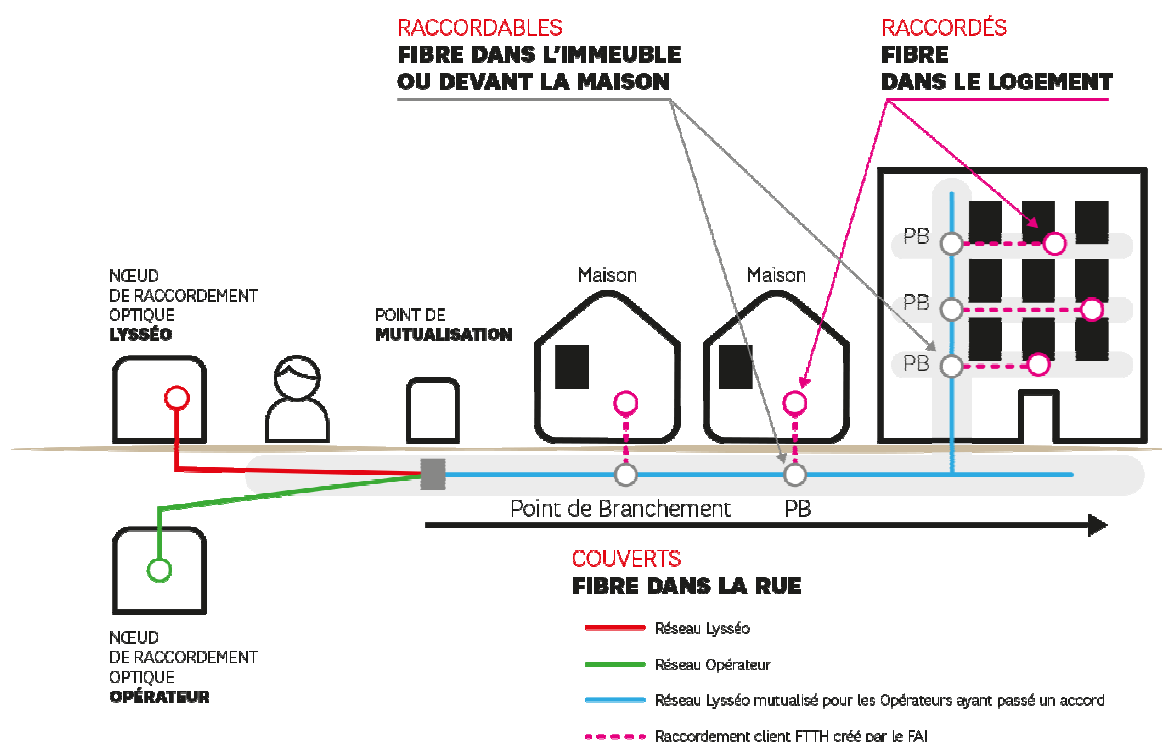 RACCORDABLES
FIBRE DANS L'IMMEUBLE
OU DEVANT LA MAISON
RACCORDÉS
FIBRE
DANS LE LOGEMENT
NŒUD
DE RACCORDEMENT
OPTIQUE
LYSSÉO
POINT DE
MUTUALISATION
Maison
Maison
PB
PB
PB
Point de Branchement
PB
NŒUD
DE RACCORDEMENT
OPTIQUE
OPÉRATEUR
COUVERTS
FIBRE DANS LA RUE
Réseau Lysséo
Réseau Opérateur
Réseau Lysséo mutualisé pour les Opérateurs ayant passé un accord
Raccordement client FTTH créé par le FAI